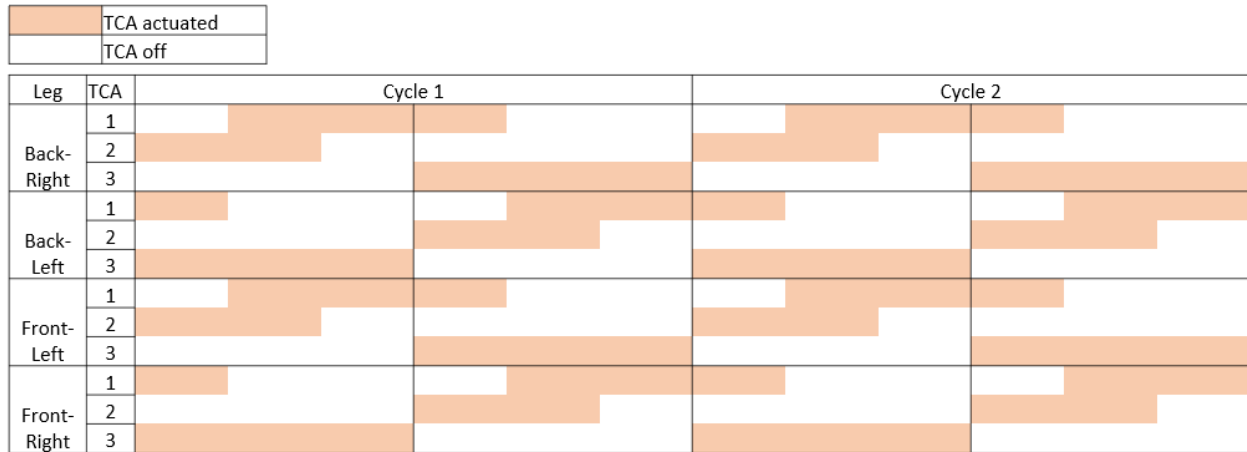 TCA actuated
TCA off
Leg TCA Cycle 1 Cycle 2
Back-
Right
1
2
3
Back-
Left
1
2
3
Front-
Left
1
2
3
Front-
Right
1
2
3